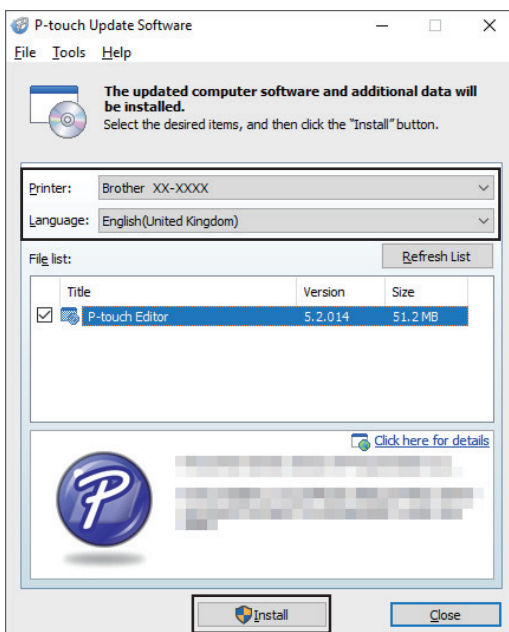 P-touch Update Software
File Tools Help
The updated computer software and additional data will
be installed.
Select the desired items, and then click the "Install" button.
Printer: Brother XX-XXXX
Language: English(United Kingdom)
File list: Refresh List
Title Version Size
P-touch Editor 5.2.014 51.2 MB
Click here for details
P
Install Close